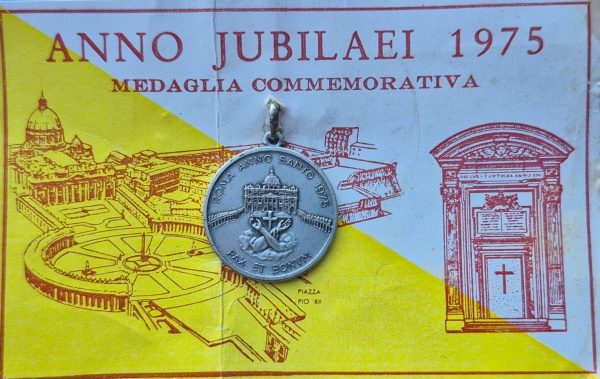 ANNO JUBILAEI 1975
MEDAGLIA COMMEMORATIVA
ROMA ANNO SANTO 1975
PAX ET BONUM
PIAZZA
PIO XII